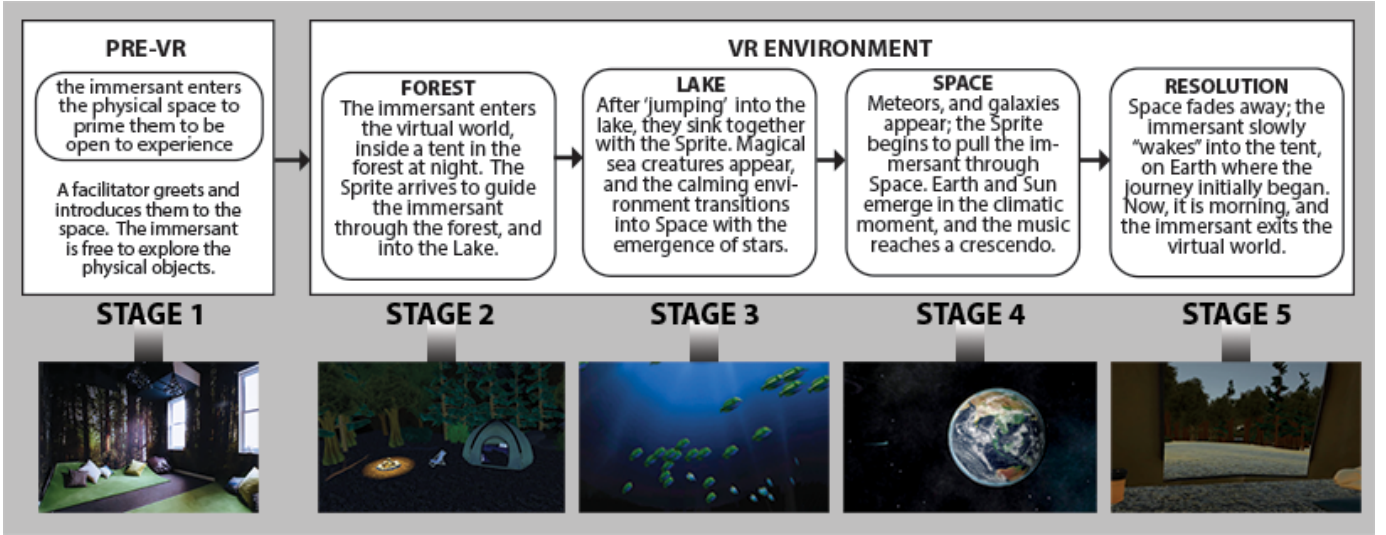 PRE-VR
the immersant enters
the physical space to
prime them to be
open to experience
A facilitator greets and
introduces them to the
space. The immersant
is free to explore the
physical objects.
VR ENVIRONMENT
FOREST
The immersant enters
the virtual world,
inside a tent in the
forest at night. The
Sprite arrives to guide
the immersant
through the forest, and
into the Lake.
LAKE
After ‘jumping’ into the
lake, they sink together
with the Sprite. Magical
sea creatures appear,
and the calming envi-
ronment transitions
into Space with the
emergence of stars.
SPACE
Meteors, and galaxies
appear; the Sprite
begins to pull the im-
mersant through
Space. Earth and Sun
emerge in the climatic
moment, and the music
reaches a crescendo.
RESOLUTION
Space fades away; the
immersant slowly
“wakes” into the tent,
on Earth where the
journey initially began.
Now, it is morning, and
the immersant exits the
virtual world.
STAGE 1
STAGE 2
STAGE 3
STAGE 4
STAGE 5